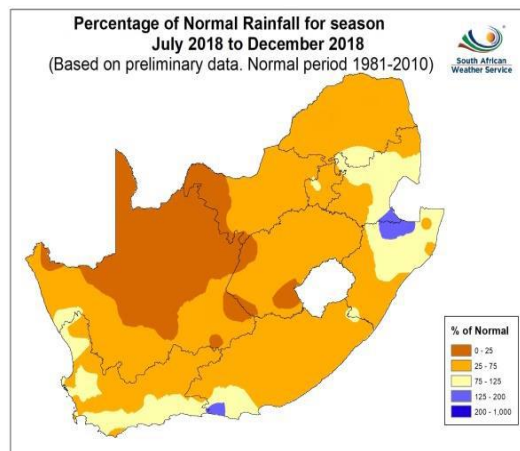 Percentage of Normal Rainfall for season
July 2018 to December 2018
(Based on preliminary data. Normal period 1981-2010)
South African
Weather Service
% of Normal
0 - 25
25 - 75
75 - 125
125 - 200
200 - 1,000